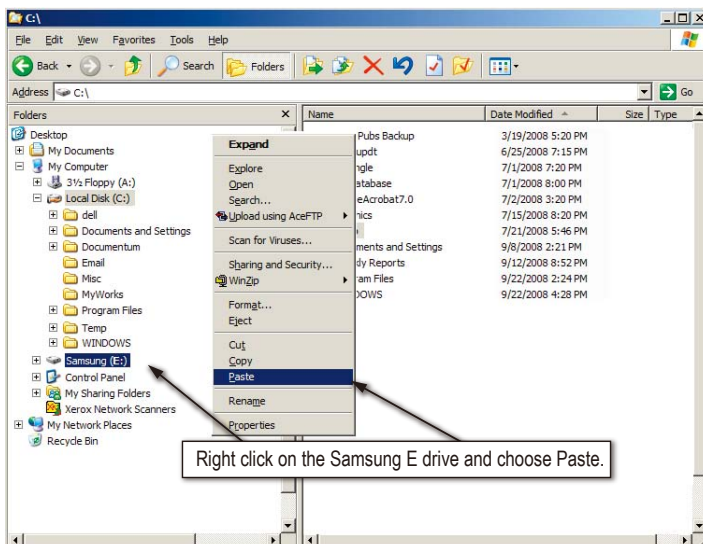 C:\
File Edit View Favorites Tools Help
Back Search Folders
Address C:\ Go
Folders
Desktop
My Documents
My Computer
3½ Floppy (A:)
Local Disk (C:)
dell
Documents and Settings
Documentum
Email
Misc
MyWorks
Program Files
Temp
WINDOWS
Samsung (E:)
Control Panel
My Sharing Folders
Xerox Network Scanners
My Network Places
Recycle Bin
Expand
Explore
Open
Search...
Upload using AceFTP
Scan for Viruses...
Sharing and Security...
WinZip
Format...
Eject
Cut
Copy
Paste
Rename
Properties
Name Date Modified Size Type
Pubs Backup 3/19/2008 5:20 PM
updt 6/25/2008 7:15 PM
ngle 7/1/2008 7:20 PM
atabase 7/1/2008 8:00 PM
eAcrobat7.0 7/2/2008 3:20 PM
nics 7/15/2008 8:20 PM
7/21/2008 5:46 PM
ments and Settings 9/8/2008 2:21 PM
dy Reports 9/12/2008 8:52 PM
am Files 9/22/2008 2:24 PM
DOWS 9/22/2008 4:28 PM
Right click on the Samsung E drive and choose Paste.